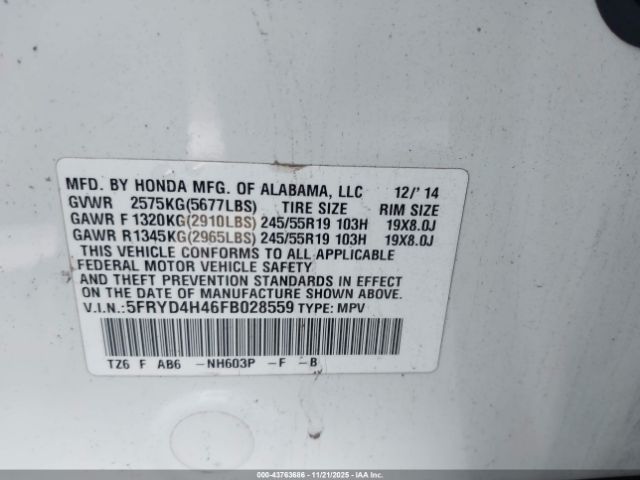 MFD. BY HONDA MFG. OF ALABAMA, LLC 12/' 14
GVWR 2575KG(5677LBS) TIRE SIZE RIM SIZE
GAWR F 1320KG(2910LBS) 245/55R19 103H 19X8.0J
GAWR R1345KG(2965LBS) 245/55R19 103H 19X8.0J
THIS VEHICLE CONFORMS TO ALL APPLICABLE
FEDERAL MOTOR VEHICLE SAFETY
AND THEFT PREVENTION STANDARDS IN EFFECT
ON THE DATE OF MANUFACTURE SHOWN ABOVE.
V.I.N.:5FRYD4H46FB028559 TYPE: MPV
TZ6 F AB6 -NH603P -F -B
000-43763686 - 11/21/2025 - IAAI.com